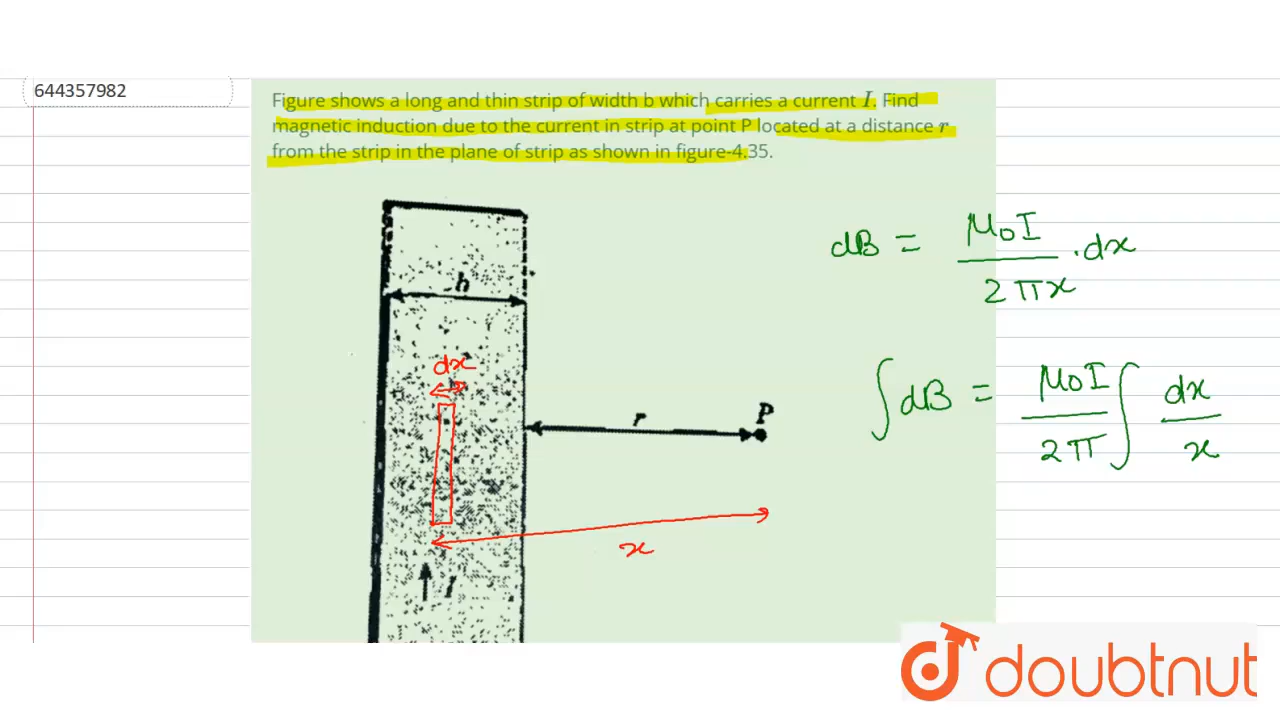 644357982
Figure shows a long and thin strip of width b which carries a current I. Find
magnetic induction due to the current in strip at point P located at a distance r
from the strip in the plane of strip as shown in figure-4.35.
dB = μ₀I / 2πx · dx
b
dx
∫dB = μ₀I / 2π ∫ dx / x
r
P
x
I
doubtnut